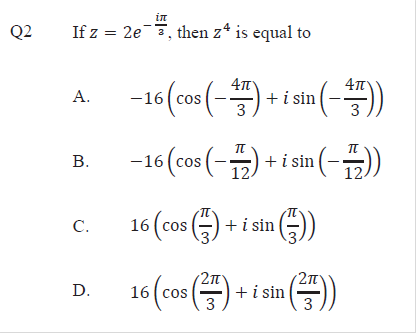 Q2 If z = 2e^(-iπ/3), then z⁴ is equal to
A. −16(cos(−4π/3) + i sin(−4π/3))
B. −16(cos(−π/12) + i sin(−π/12))
C. 16(cos(π/3) + i sin(π/3))
D. 16(cos(2π/3) + i sin(2π/3))